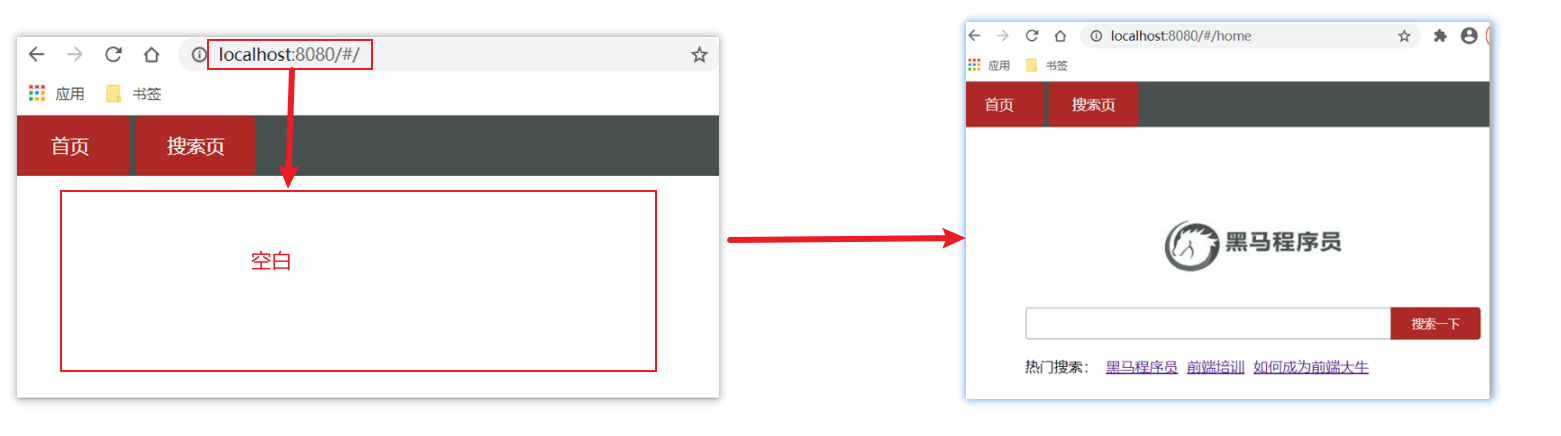 localhost:8080/#/
应用 书签
首页 搜索页
空白
localhost:8080/#/home
应用 书签
首页 搜索页
黑马程序员
搜索一下
热门搜索： 黑马程序员 前端培训 如何成为前端大牛